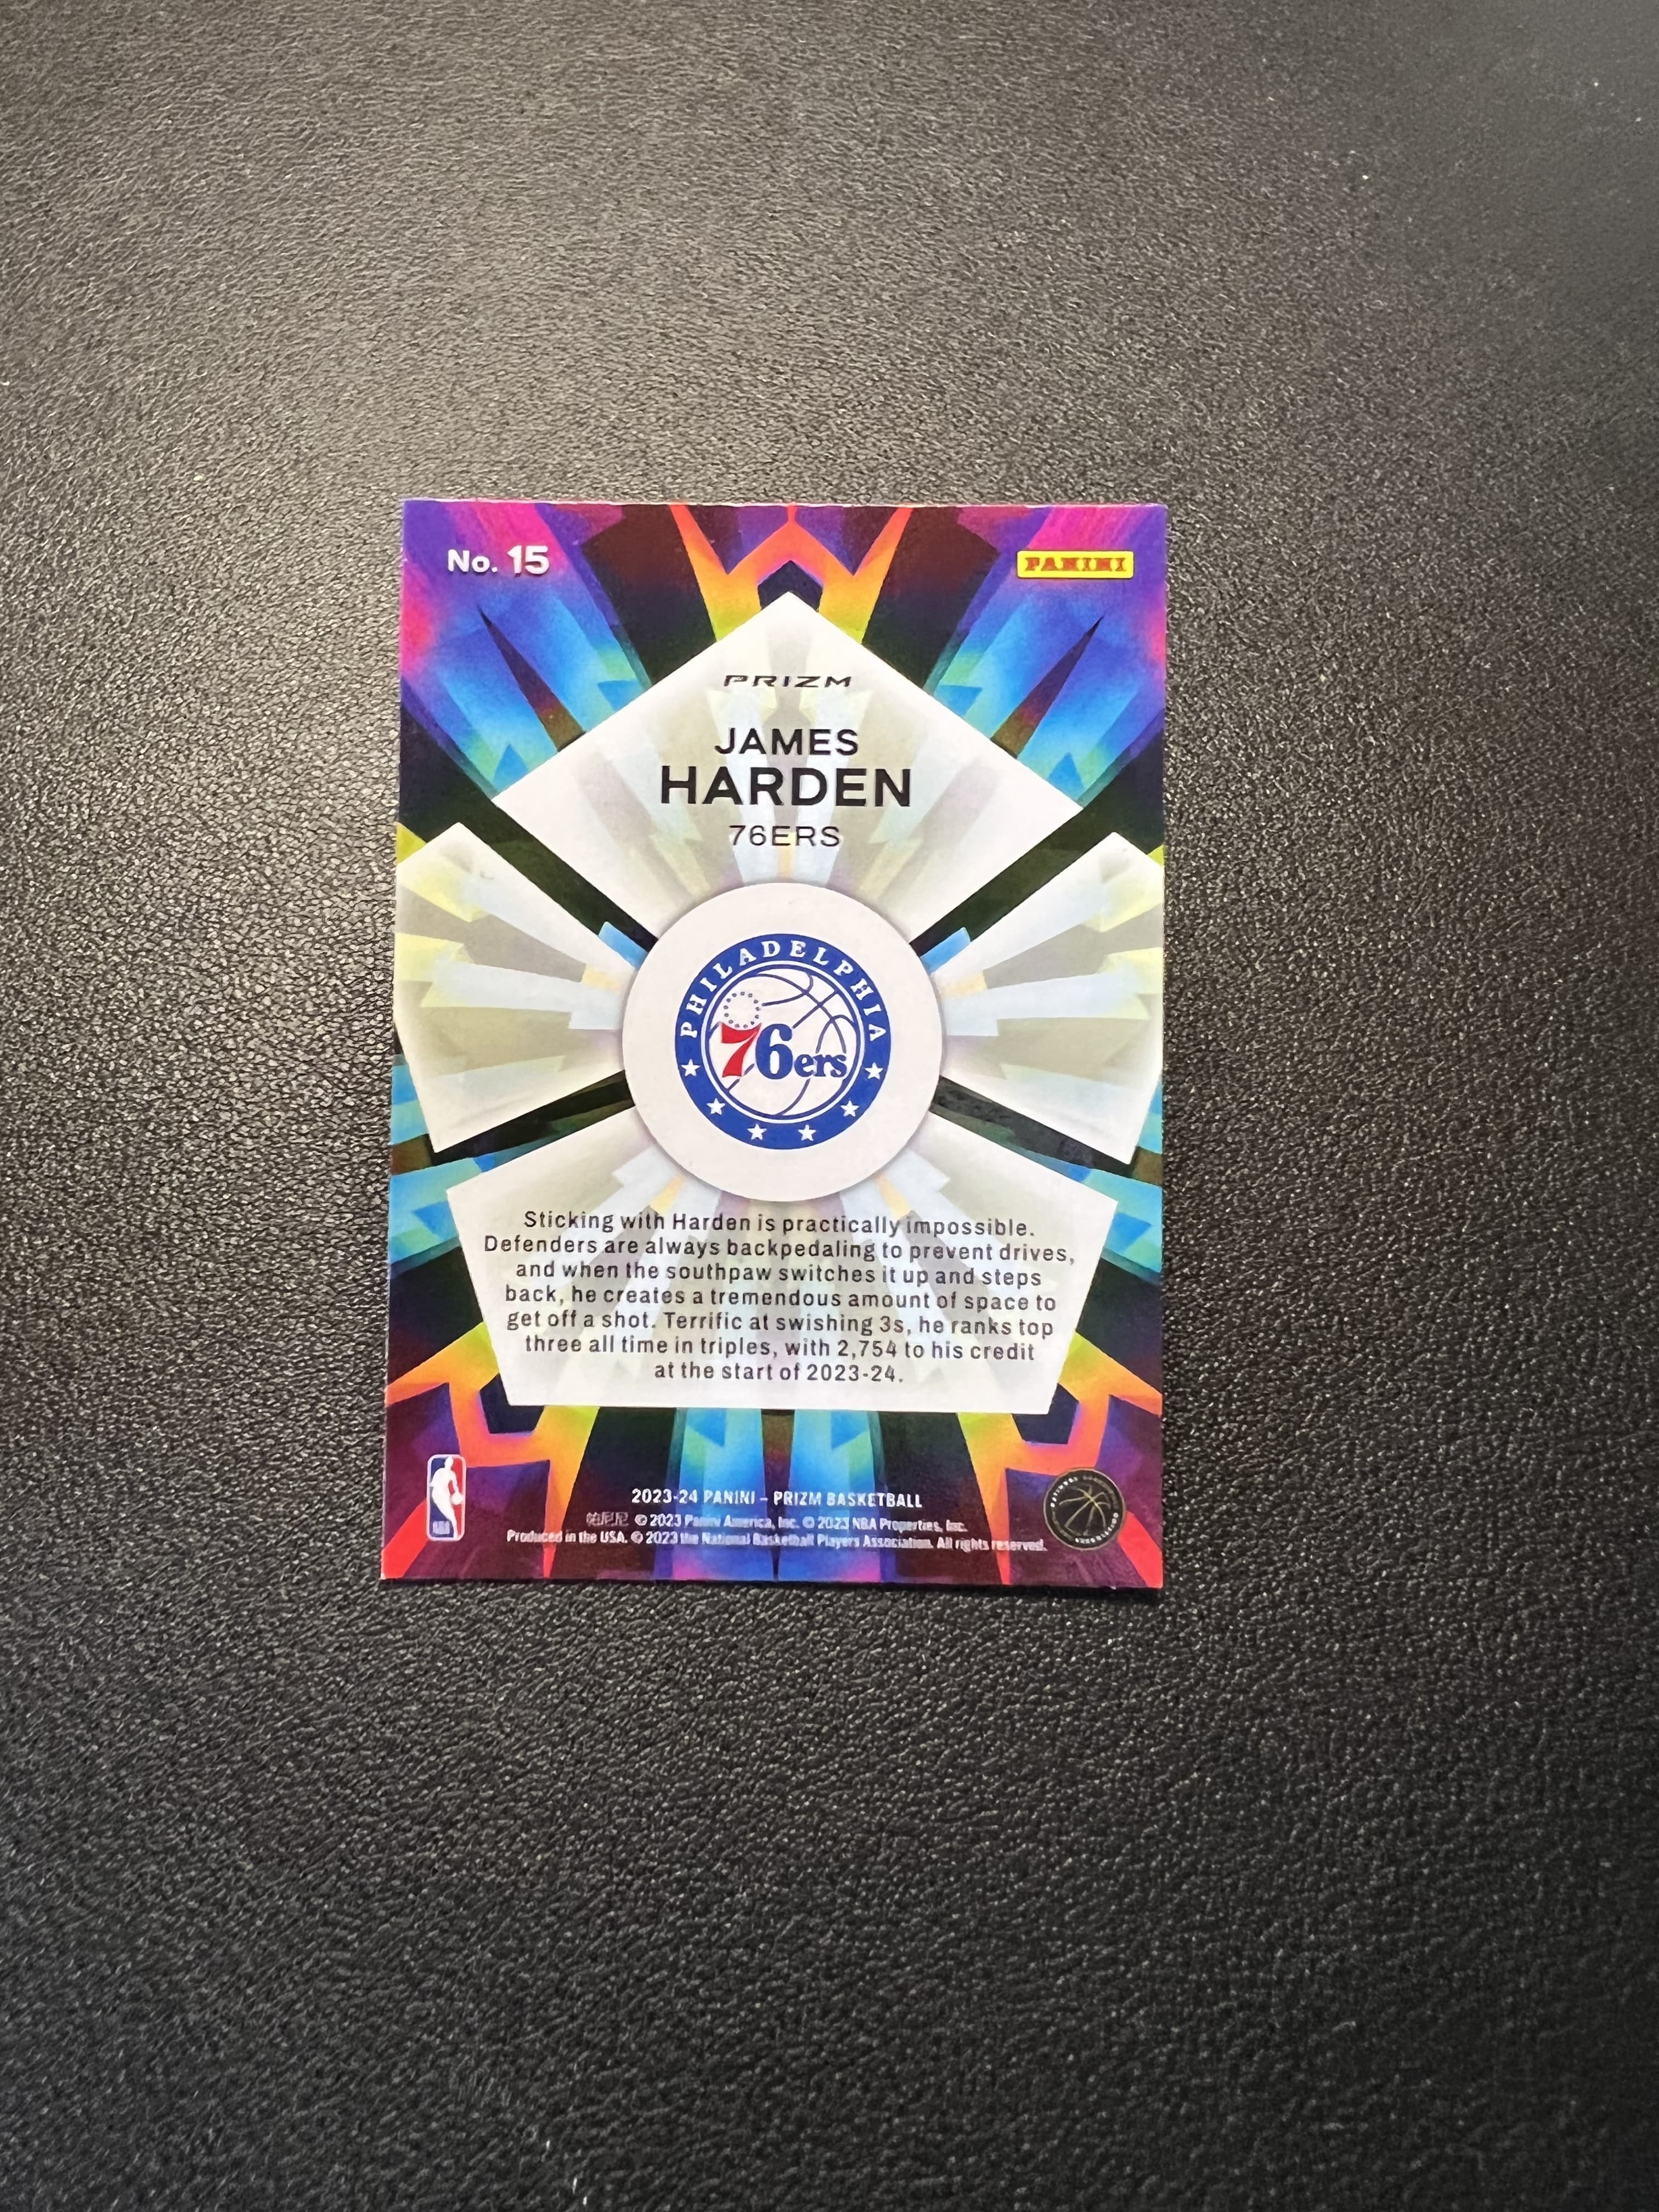 No. 15
PANINI
PRIZM
JAMES
HARDEN
76ERS
PHILADELPHIA
76ers
Sticking with Harden is practically impossible.
Defenders are always backpedaling to prevent drives,
and when the southpaw switches it up and steps
back, he creates a tremendous amount of space to
get off a shot. Terrific at swishing 3s, he ranks top
three all time in triples, with 2,754 to his credit
at the start of 2023-24.
2023-24 PANINI – PRIZM BASKETBALL
帕尼尼 © 2023 Panini America, Inc. © 2023 NBA Properties, Inc.
Produced in the USA. © 2023 the National Basketball Players Association. All rights reserved.